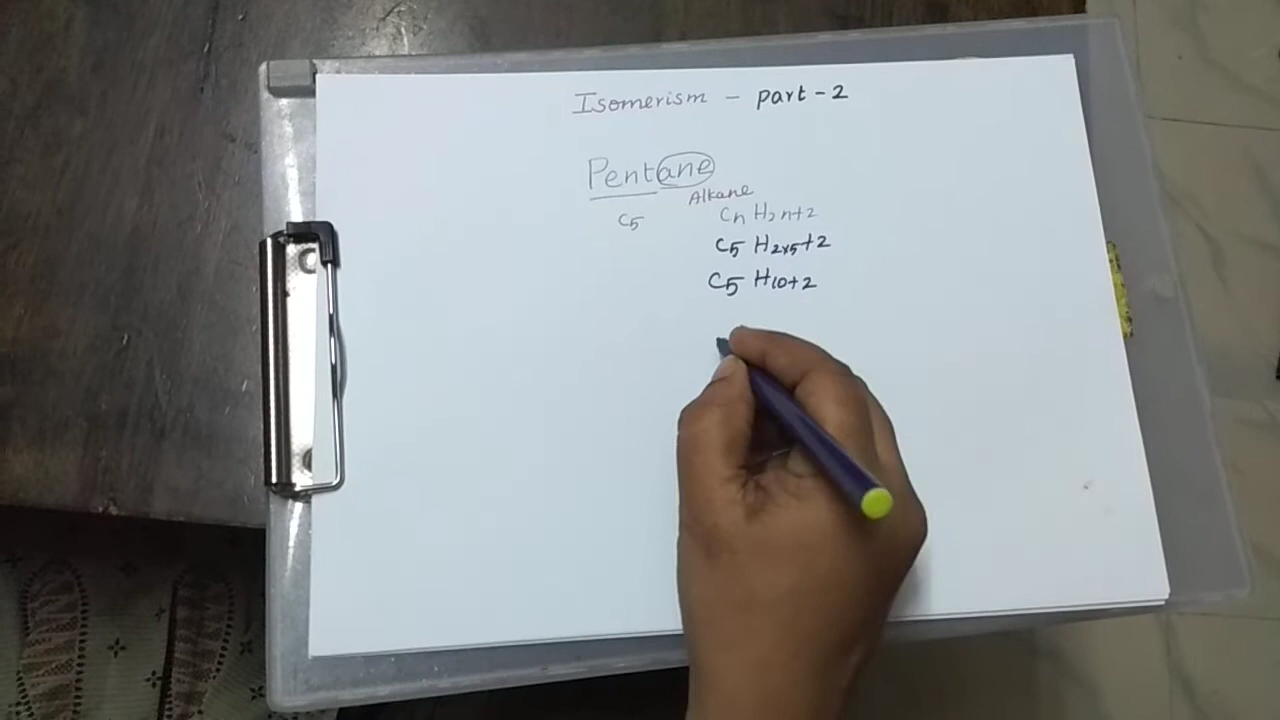 Isomerism - part-2
Pentane
Alkane
C5 CnH2n+2
C5 H2x5+2
C5 H10+2